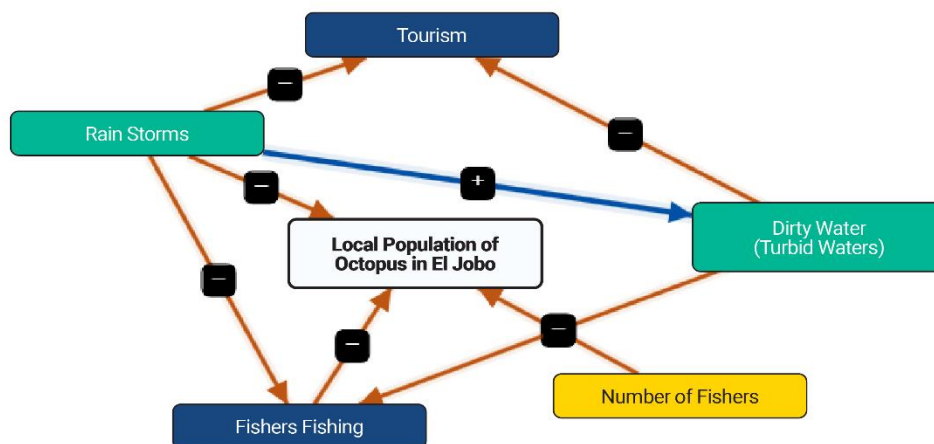 Tourism
−
Rain Storms
−
−
+
Dirty Water
(Turbid Waters)
−
Local Population of
Octopus in El Jobo
−
−
−
Number of Fishers
Fishers Fishing